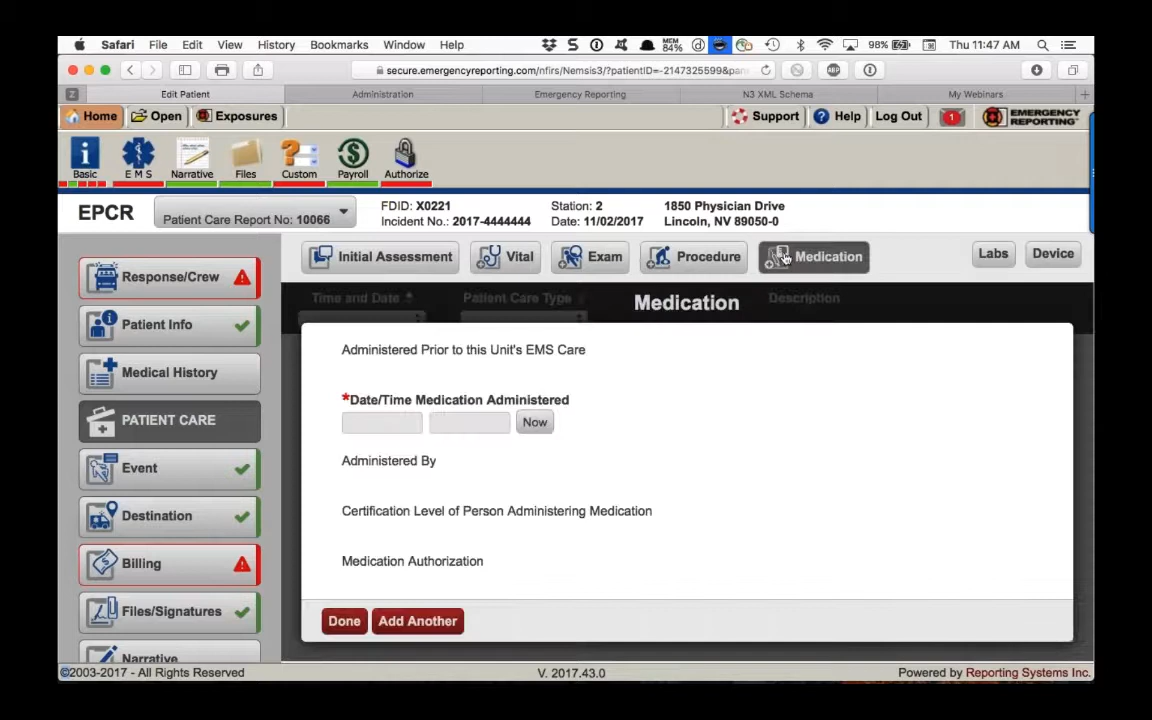 Safari File Edit View History Bookmarks Window Help MEM 84% 98% Thu 11:47 AM
secure.emergencyreporting.com/nfirs/Nemsis3/?patientID=-2147325599&pan
ABP
Z Edit Patient Administration Emergency Reporting N3 XML Schema My Webinars +
Home Open Exposures Support Help Log Out 1 EMERGENCY REPORTING
Basic E M S Narrative Files Custom Payroll Authorize
EPCR
Patient Care Report No: 10066
FDID: X0221
Incident No.: 2017-4444444
Station: 2
Date: 11/02/2017
1850 Physician Drive
Lincoln, NV 89050-0
Response/Crew
Patient Info
Medical History
PATIENT CARE
Event
Destination
Billing
Files/Signatures
Narrative
Initial Assessment Vital Exam Procedure Medication Labs Device
Time and Date Patient Care Type Description
Medication
Administered Prior to this Unit's EMS Care
*Date/Time Medication Administered
Now
Administered By
Certification Level of Person Administering Medication
Medication Authorization
Done Add Another
©2003-2017 - All Rights Reserved V. 2017.43.0 Powered by Reporting Systems Inc.